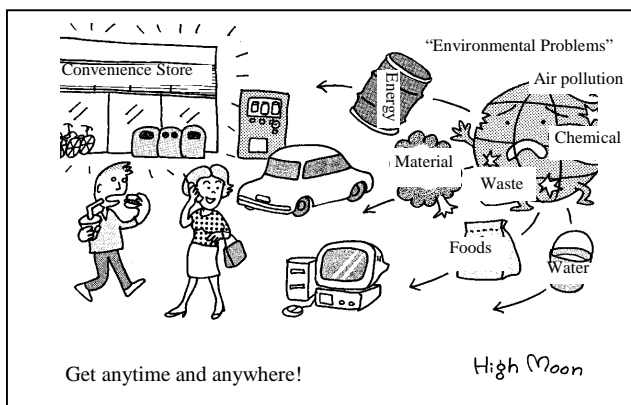 "Environmental Problems"
Convenience Store
Air pollution
Energy
Chemical
Material
Waste
Foods
Water
Get anytime and anywhere!
High Moon